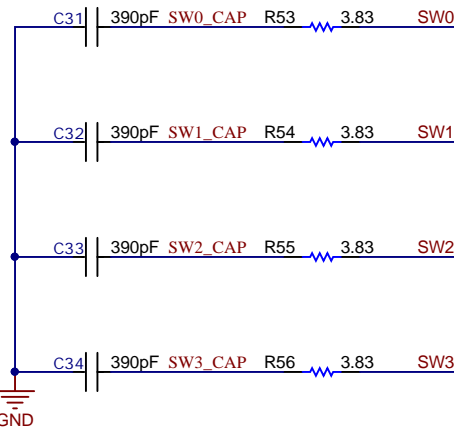 C31 390pF SW0_CAP R53 3.83 SW0
C32 390pF SW1_CAP R54 3.83 SW1
C33 390pF SW2_CAP R55 3.83 SW2
C34 390pF SW3_CAP R56 3.83 SW3
GND